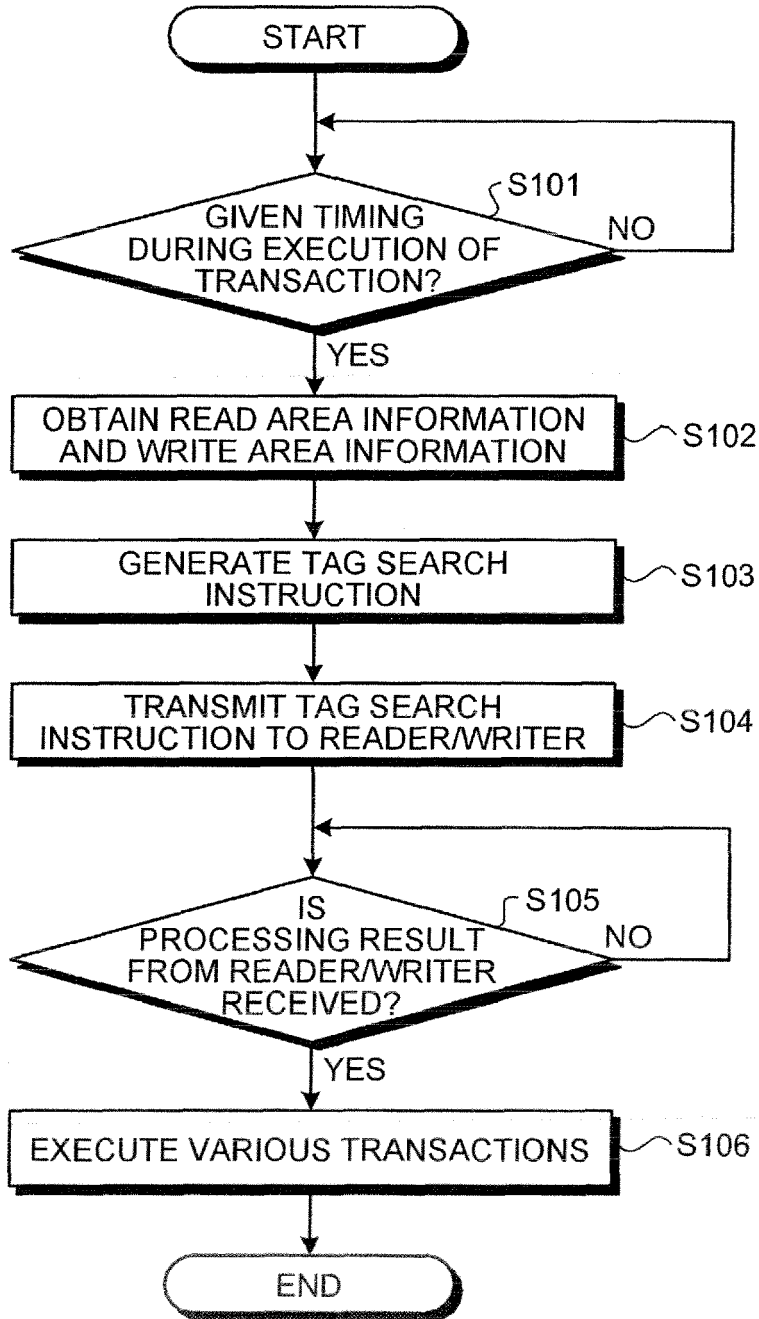 START
S101
GIVEN TIMING
DURING EXECUTION OF
TRANSACTION?
NO
YES
OBTAIN READ AREA INFORMATION
AND WRITE AREA INFORMATION
S102
GENERATE TAG SEARCH
INSTRUCTION
S103
TRANSMIT TAG SEARCH
INSTRUCTION TO READER/WRITER
S104
S105
IS
PROCESSING RESULT
FROM READER/WRITER
RECEIVED?
NO
YES
EXECUTE VARIOUS TRANSACTIONS
S106
END